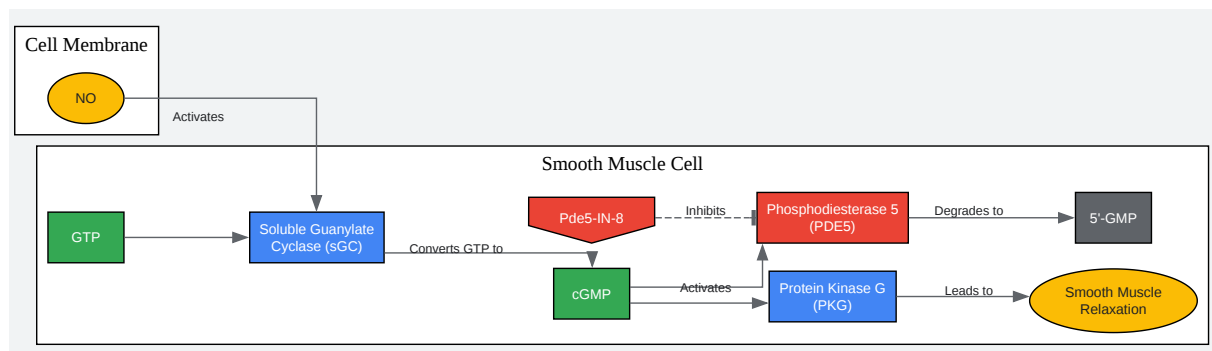 Cell Membrane
NO
Activates
Smooth Muscle Cell
GTP
Soluble Guanylate
Cyclase (sGC)
Converts GTP to
Pde5-IN-8
Inhibits
Phosphodiesterase 5
(PDE5)
Degrades to
5'-GMP
cGMP
Activates
Protein Kinase G
(PKG)
Leads to
Smooth Muscle
Relaxation